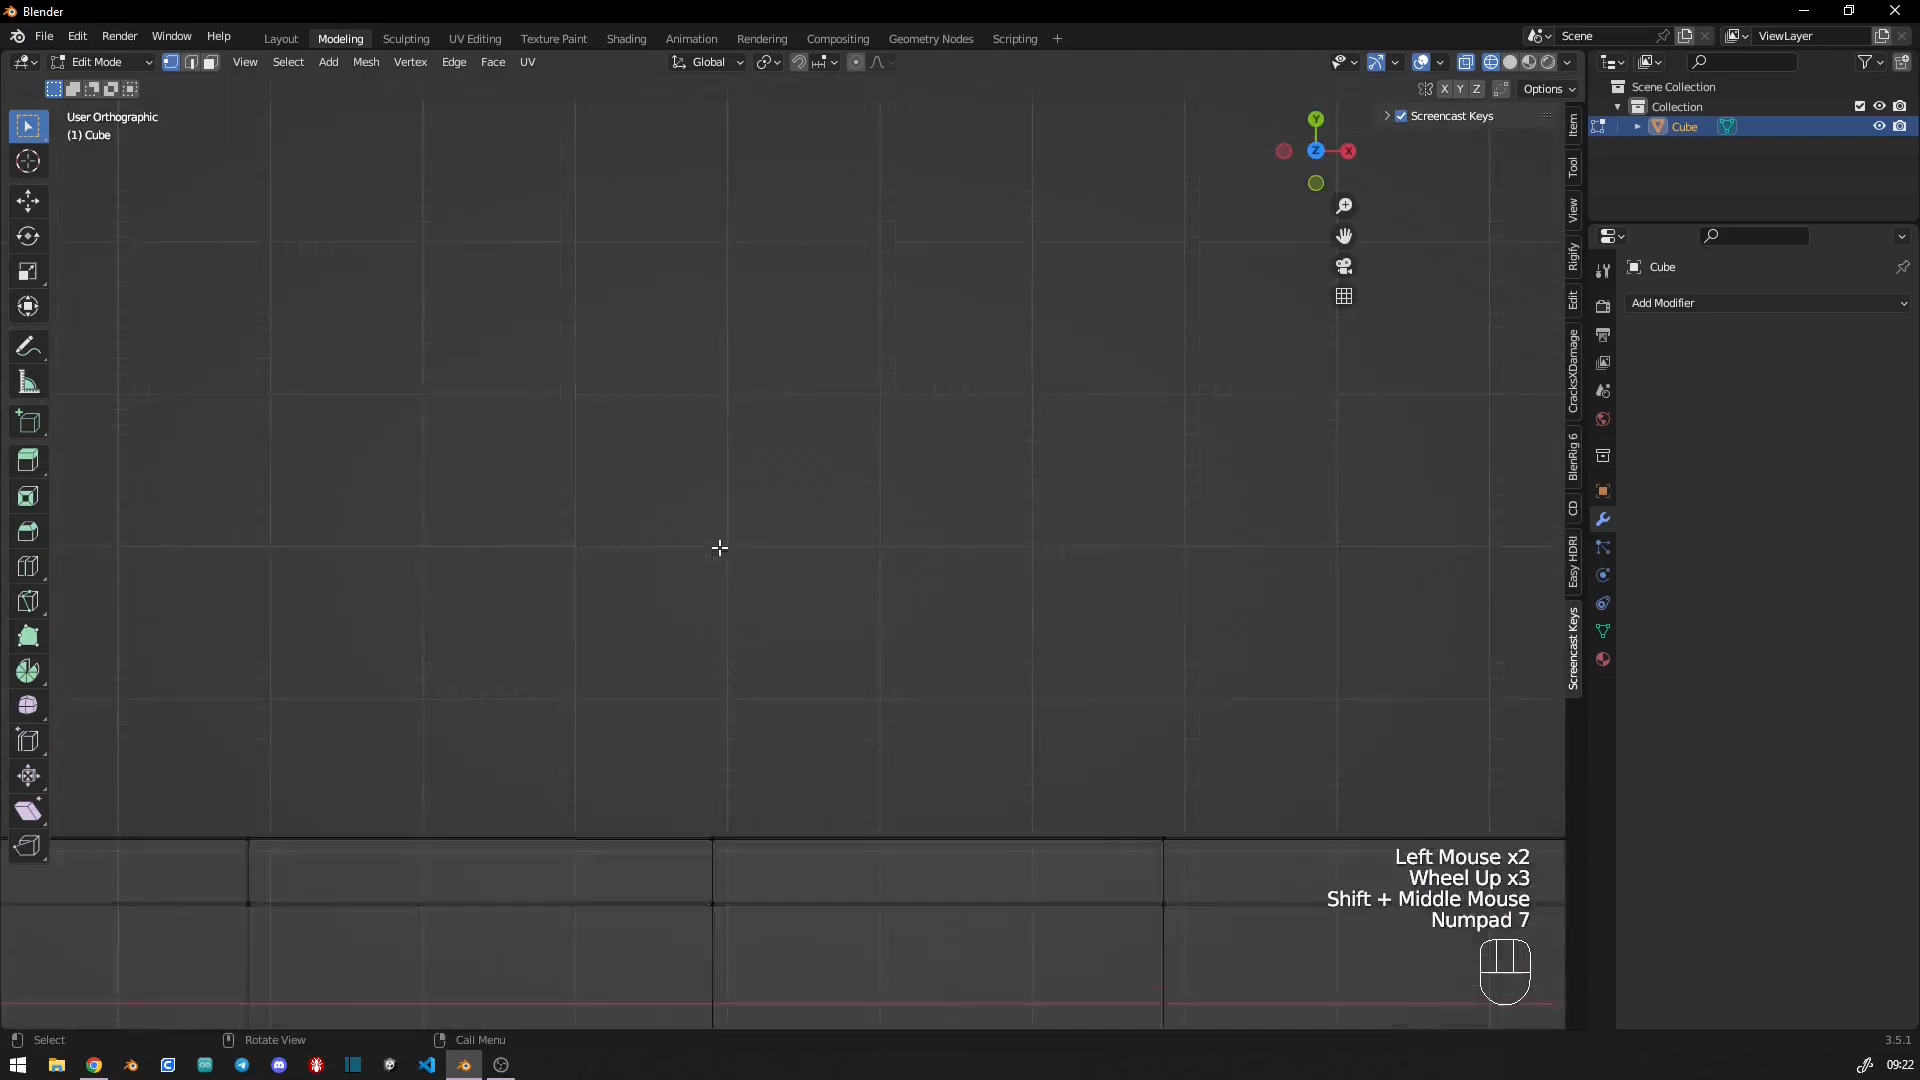 Blender
File Edit Render Window Help
Layout Modeling Sculpting UV Editing Texture Paint Shading Animation Rendering Compositing Geometry Nodes Scripting +
Scene
ViewLayer
Edit Mode
View Select Add Mesh Vertex Edge Face UV
Global
X Y Z
Options
User Orthographic
(1) Cube
Y
Z
X
Screencast Keys
Item
Tool
View
Rigify
Edit
CracksXDamage
BlenRig 6
CD
Easy HDRI
Screencast Keys
Scene Collection
Collection
Cube
Cube
Add Modifier
Left Mouse x2
Wheel Up x3
Shift + Middle Mouse
Numpad 7
Select
Rotate View
Call Menu
3.5.1
09:22